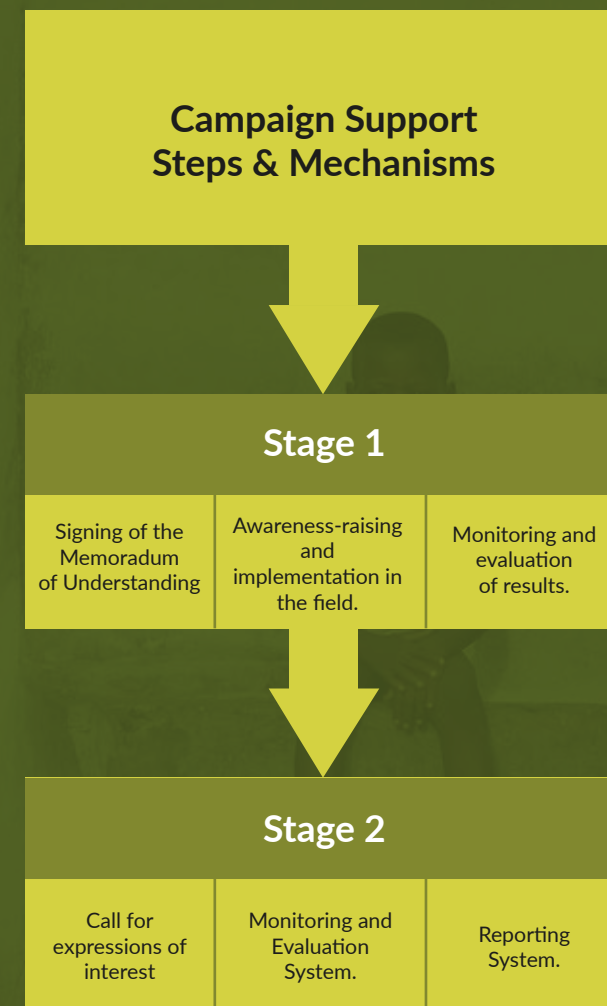 Campaign Support
Steps & Mechanisms
Stage 1
Signing of the
Memoradum
of Understanding
Awareness-raising
and
implementation in
the field.
Monitoring and
evaluation
of results.
Stage 2
Call for
expressions of
interest
Monitoring and
Evaluation
System.
Reporting
System.